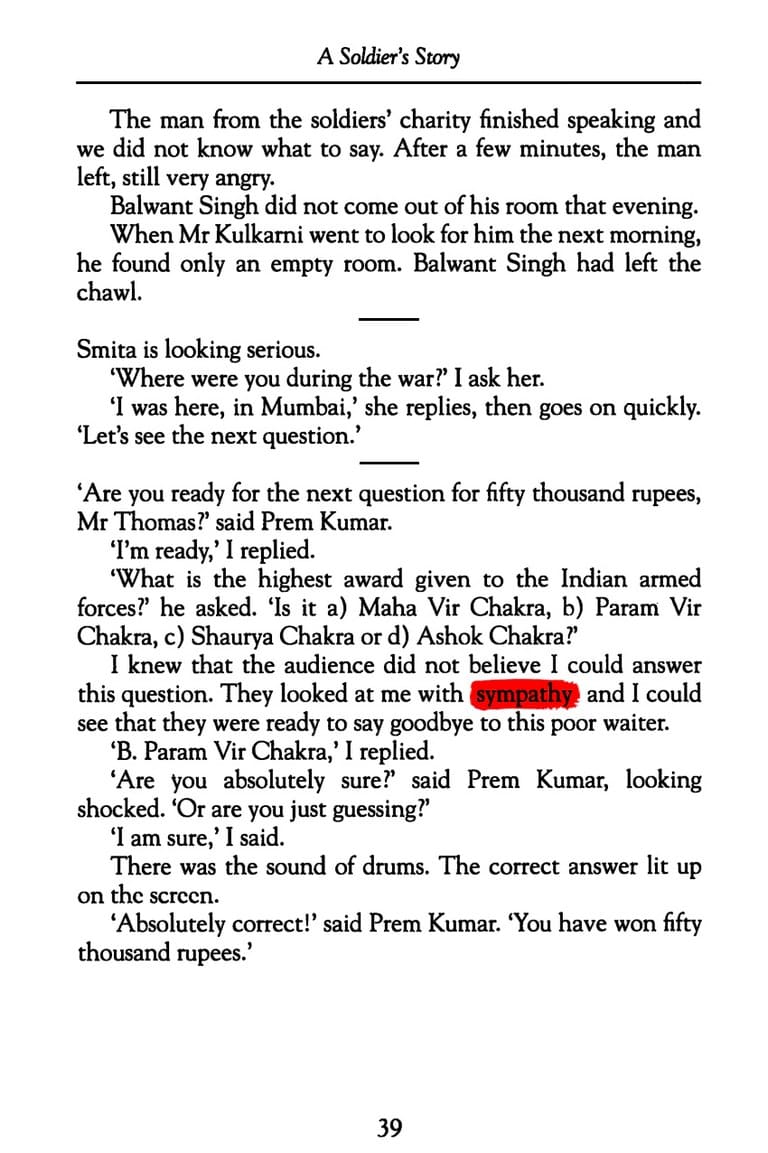 A Soldier's Story
The man from the soldiers' charity finished speaking and
we did not know what to say. After a few minutes, the man
left, still very angry.
Balwant Singh did not come out of his room that evening.
When Mr Kulkarni went to look for him the next morning,
he found only an empty room. Balwant Singh had left the
chawl.
Smita is looking serious.
‘Where were you during the war?’ I ask her.
‘I was here, in Mumbai,’ she replies, then goes on quickly.
‘Let's see the next question.’
‘Are you ready for the next question for fifty thousand rupees,
Mr Thomas?’ said Prem Kumar.
‘I'm ready,’ I replied.
‘What is the highest award given to the Indian armed
forces?’ he asked. ‘Is it a) Maha Vir Chakra, b) Param Vir
Chakra, c) Shaurya Chakra or d) Ashok Chakra?’
I knew that the audience did not believe I could answer
this question. They looked at me with sympathy and I could
see that they were ready to say goodbye to this poor waiter.
‘B. Param Vir Chakra,’ I replied.
‘Are you absolutely sure?’ said Prem Kumar, looking
shocked. ‘Or are you just guessing?’
‘I am sure,’ I said.
There was the sound of drums. The correct answer lit up
on the screen.
‘Absolutely correct!’ said Prem Kumar. ‘You have won fifty
thousand rupees.’
39